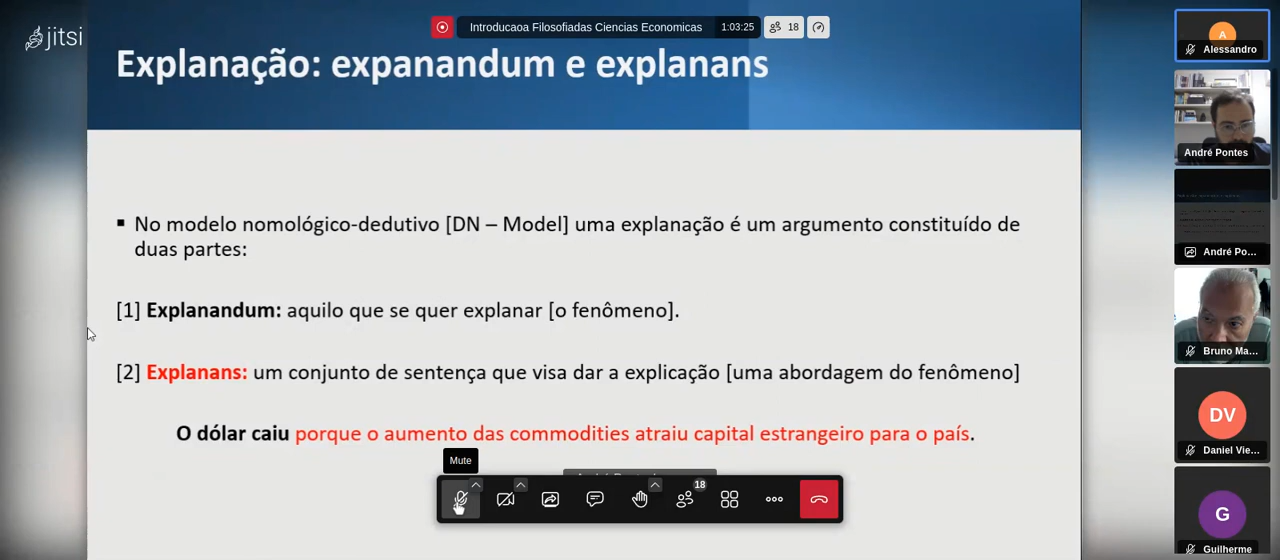 jitsi
Introducaoa Filosofiadas Ciencias Economicas
1:03:25
18
Explanação: expanandum e explanans
▪ No modelo nomológico-dedutivo [DN – Model] uma explanação é um argumento constituído de
duas partes:
[1] Explanandum: aquilo que se quer explanar [o fenômeno].
[2] Explanans: um conjunto de sentença que visa dar a explicação [uma abordagem do fenômeno]
O dólar caiu porque o aumento das commodities atraiu capital estrangeiro para o país.
Mute
18
A
Alessandro
André Pontes
André Po...
Bruno Ma...
DV
Daniel Vie...
G
Guilherme